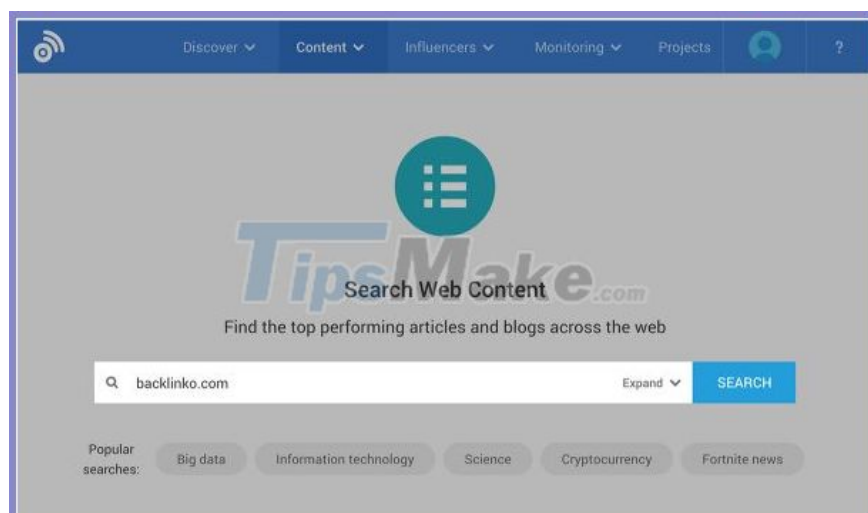 Discover Content Influencers Monitoring Projects ?
TipsMake.com
Search Web Content
Find the top performing articles and blogs across the web
backlinko.com Expand SEARCH
Popular
searches:
Big data Information technology Science Cryptocurrency Fortnite news